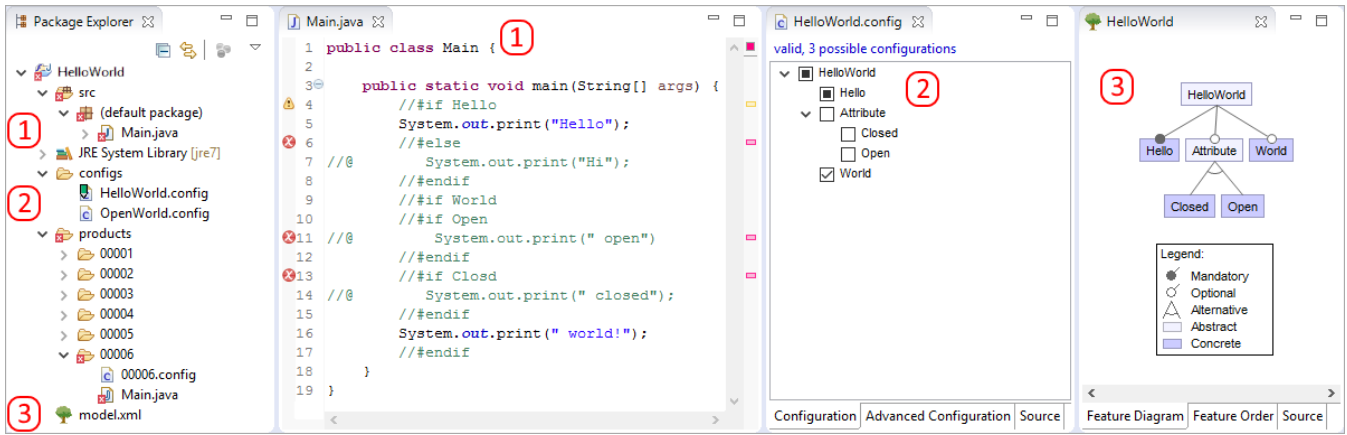 Package Explorer
HelloWorld
src
(default package)
1
Main.java
JRE System Library [jre7]
configs
2
HelloWorld.config
OpenWorld.config
products
00001
00002
00003
00004
00005
00006
00006.config
Main.java
3
model.xml
Main.java
1
1 public class Main {
2
3 public static void main(String[] args) {
4 //#if Hello
5 System.out.print("Hello");
6 //#else
7 //@ System.out.print("Hi");
8 //#endif
9 //#if World
10 //#if Open
11 //@ System.out.print(" open")
12 //#endif
13 //#if Closd
14 //@ System.out.print(" closed");
15 //#endif
16 System.out.print(" world!");
17 //#endif
18 }
19 }
HelloWorld.config
valid, 3 possible configurations
HelloWorld
Hello
2
Attribute
Closed
Open
World
Configuration Advanced Configuration Source
HelloWorld
3
HelloWorld
Hello Attribute World
Closed Open
Legend:
Mandatory
Optional
Alternative
Abstract
Concrete
Feature Diagram Feature Order Source